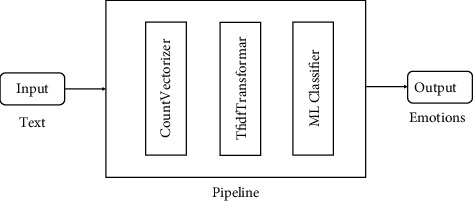 Input
Text
CountVectorizer
TfidfTransformar
ML Classifier
Pipeline
Output
Emotions